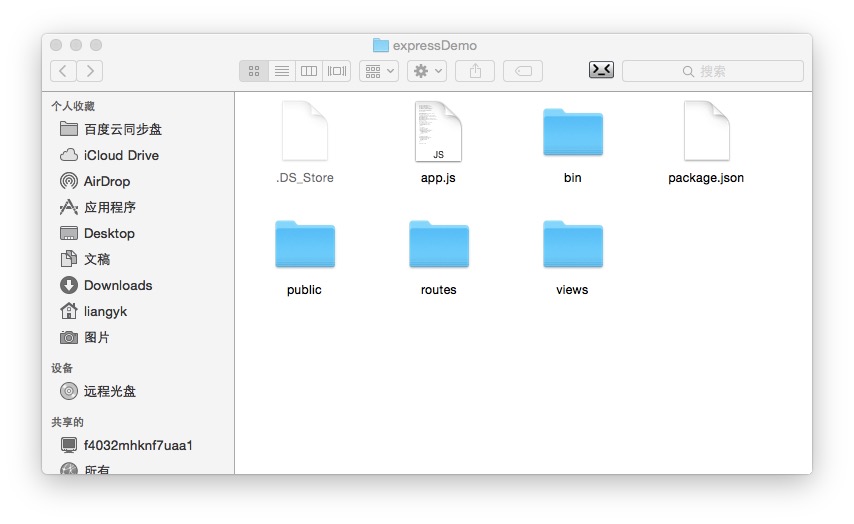 expressDemo
搜索
个人收藏
百度云同步盘
iCloud Drive
AirDrop
应用程序
Desktop
文稿
Downloads
liangyk
图片
设备
远程光盘
共享的
f4032mhknf7uaa1
所有
.DS_Store
JS
app.js
bin
package.json
public
routes
views